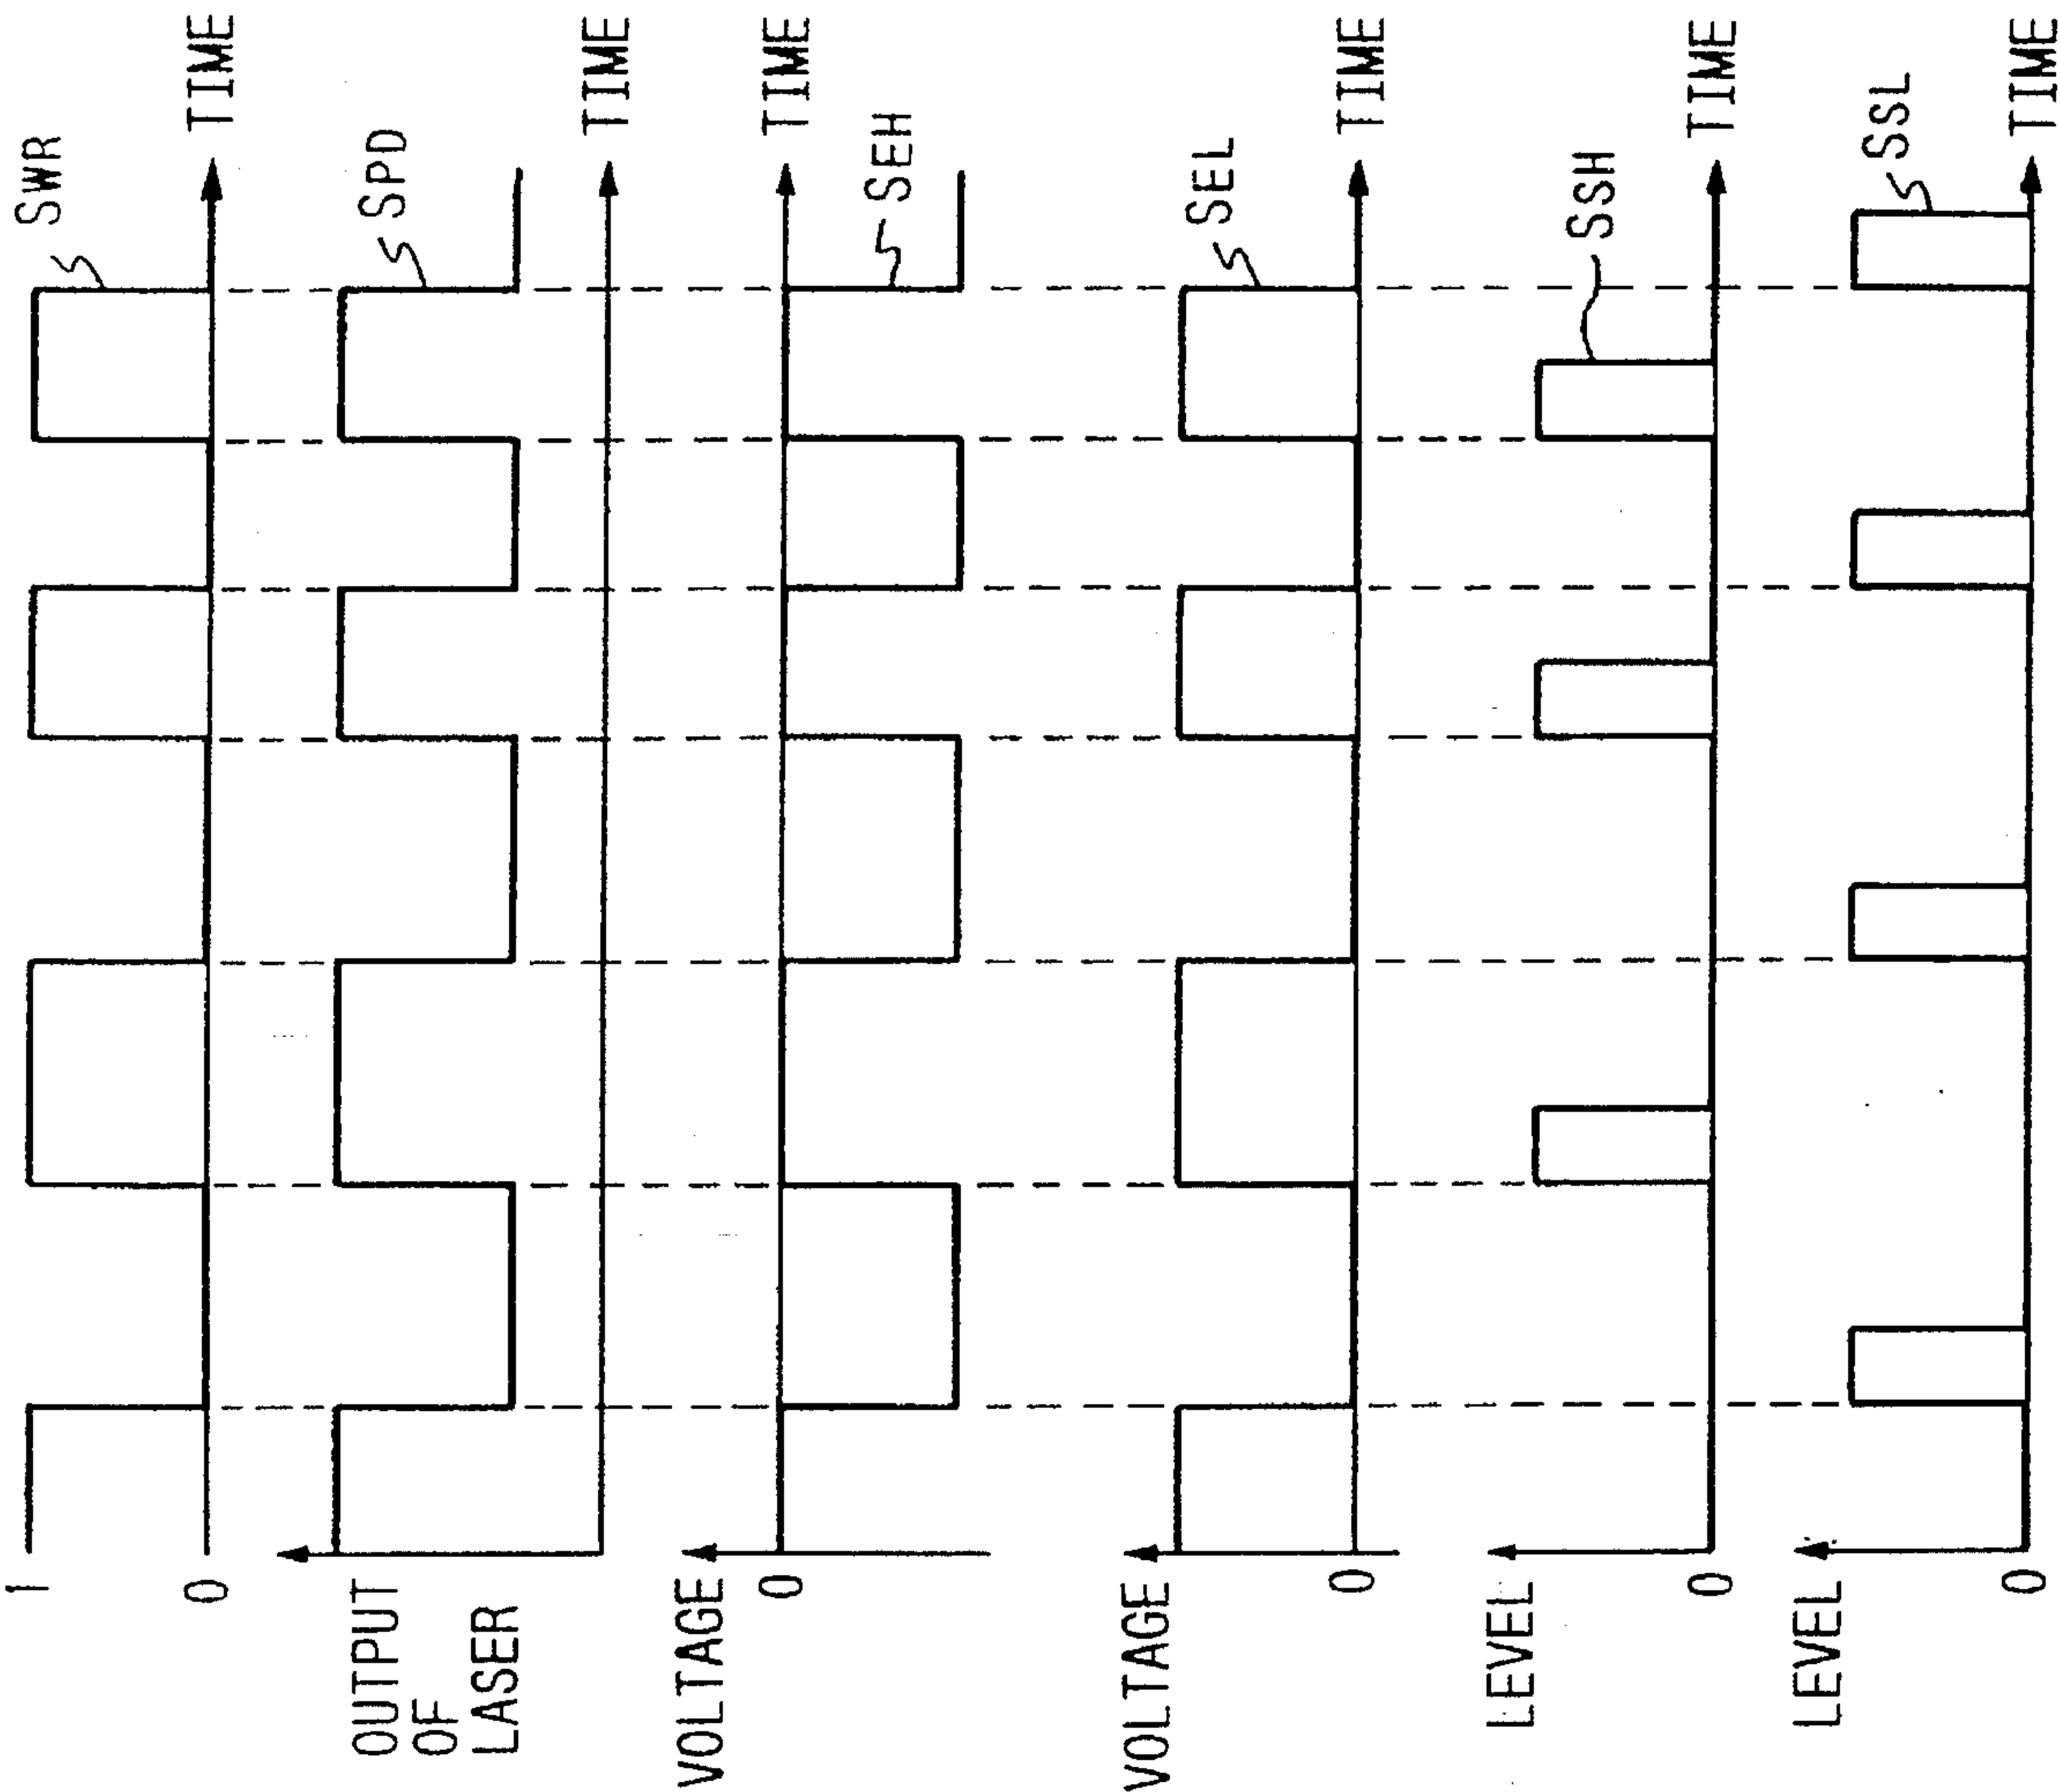 1
SWR
0
TIME
OUTPUT
OF
LASER
SPD
TIME
VOLTAGE
0
TIME
SEH
VOLTAGE
SEL
0
TIME
LEVEL
SSH
0
TIME
LEVEL
SSL
0
TIME